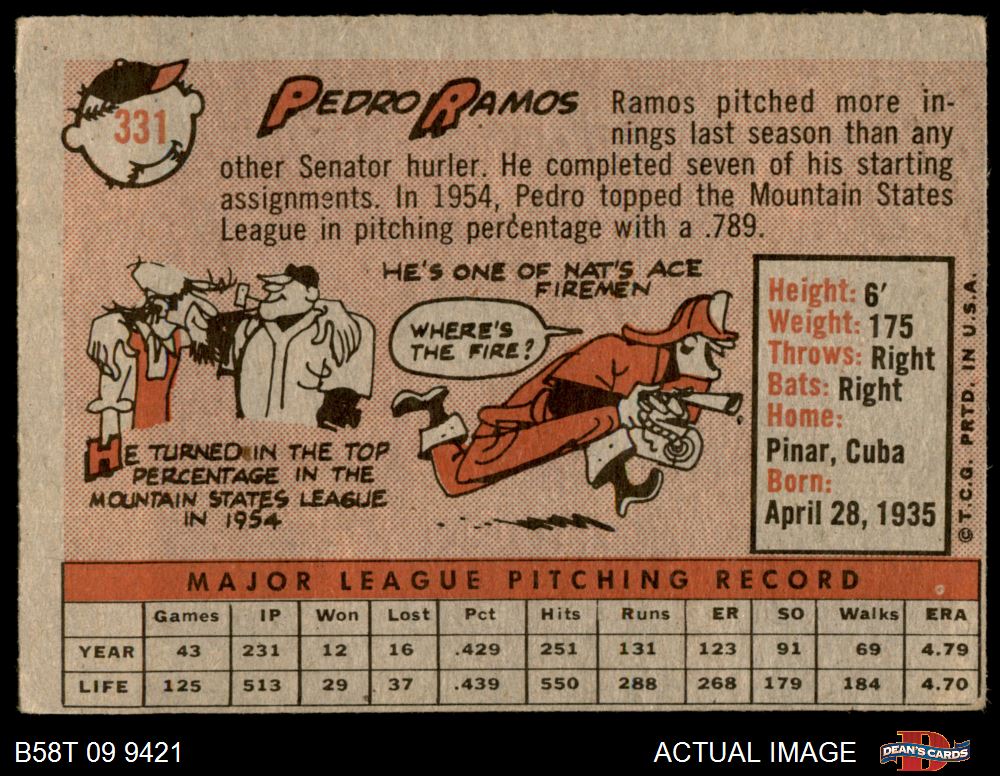 331
PEDRO RAMOS
Ramos pitched more in-
nings last season than any
other Senator hurler. He completed seven of his starting
assignments. In 1954, Pedro topped the Mountain States
League in pitching percentage with a .789.
HE'S ONE OF NAT'S ACE
FIREMEN
WHERE'S
THE FIRE?
HE TURNED IN THE TOP
PERCENTAGE IN THE
MOUNTAIN STATES LEAGUE
IN 1954
Height: 6'
Weight: 175
Throws: Right
Bats: Right
Home:
Pinar, Cuba
Born:
April 28, 1935
©T.C.G. PRTD. IN U.S.A.
MAJOR LEAGUE PITCHING RECORD
Games IP Won Lost Pct Hits Runs ER SO Walks ERA
YEAR 43 231 12 16 .429 251 131 123 91 69 4.79
LIFE 125 513 29 37 .439 550 288 268 179 184 4.70
B58T 09 9421
ACTUAL IMAGE
D
DEAN'S CARDS